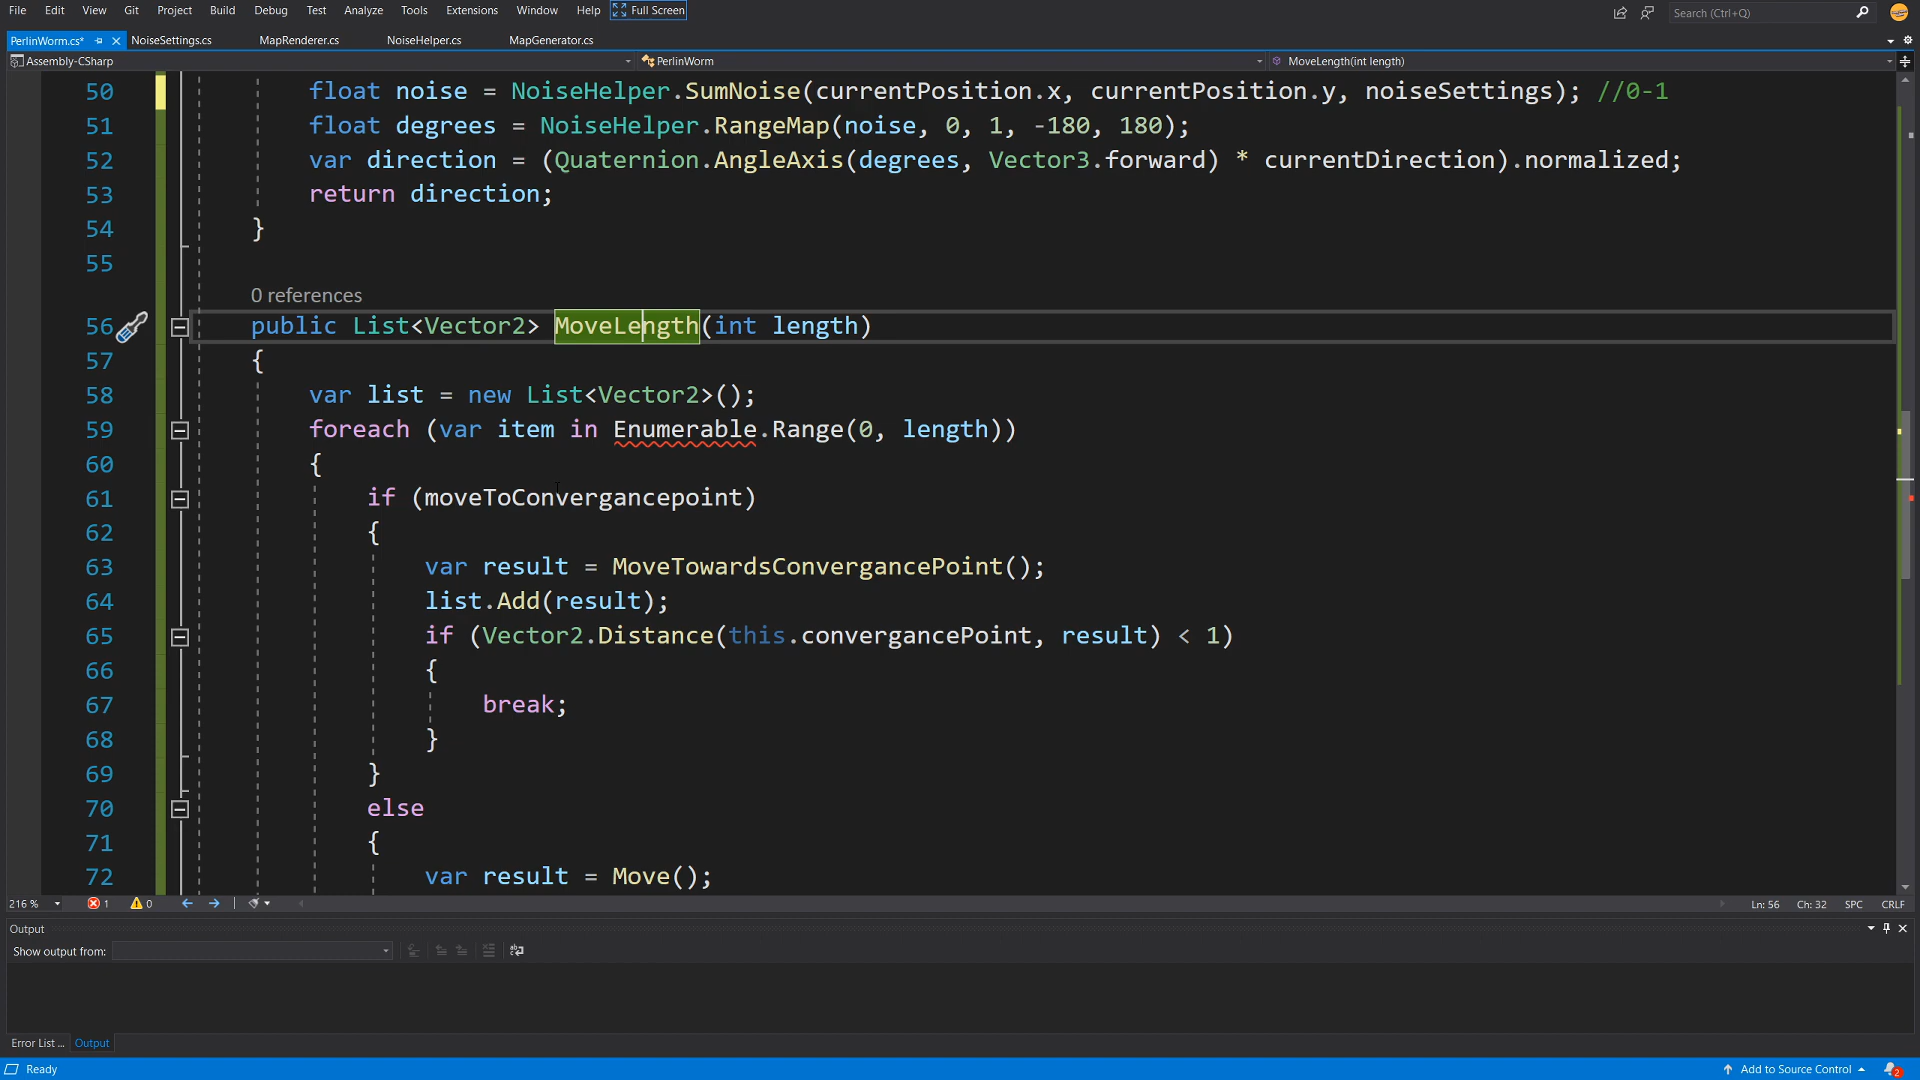 File Edit View Git Project Build Debug Test Analyze Tools Extensions Window Help Full Screen Search (Ctrl+Q)
PerlinWorm.cs* NoiseSettings.cs MapRenderer.cs NoiseHelper.cs MapGenerator.cs
Assembly-CSharp PerlinWorm MoveLength(int length)
50 float noise = NoiseHelper.SumNoise(currentPosition.x, currentPosition.y, noiseSettings); //0-1
51 float degrees = NoiseHelper.RangeMap(noise, 0, 1, -180, 180);
52 var direction = (Quaternion.AngleAxis(degrees, Vector3.forward) * currentDirection).normalized;
53 return direction;
54 }
55
0 references
56 public List<Vector2> MoveLength(int length)
57 {
58 var list = new List<Vector2>();
59 foreach (var item in Enumerable.Range(0, length))
60 {
61 if (moveToConvergancepoint)
62 {
63 var result = MoveTowardsConvergancePoint();
64 list.Add(result);
65 if (Vector2.Distance(this.convergancePoint, result) < 1)
66 {
67 break;
68 }
69 }
70 else
71 {
72 var result = Move();
216 % 1 0 Ln: 56 Ch: 32 SPC CRLF
Output
Show output from:
Error List ... Output
Ready Add to Source Control 2